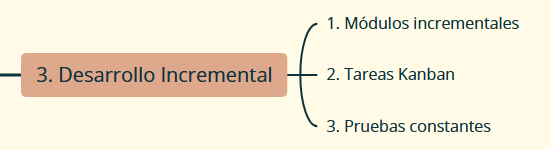 3. Desarrollo Incremental
1. Módulos incrementales
2. Tareas Kanban
3. Pruebas constantes